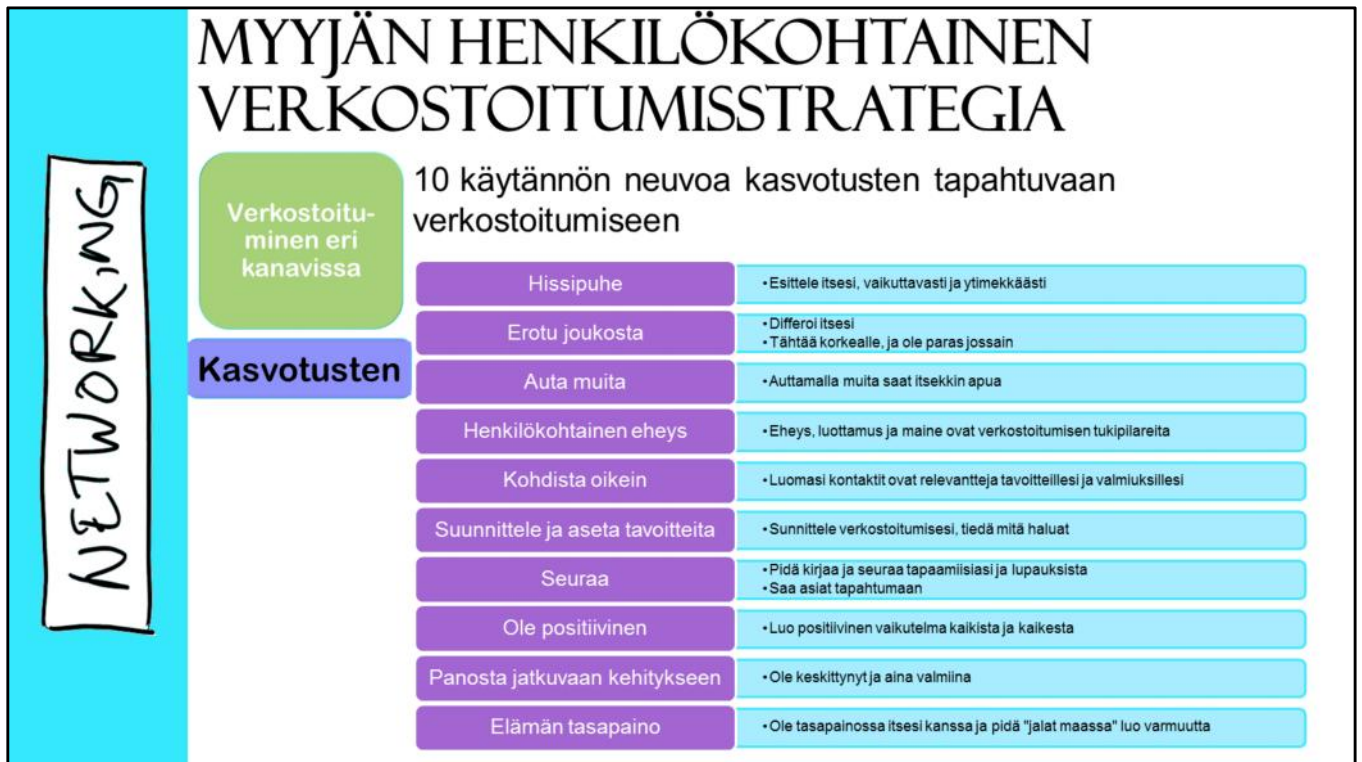 MYYJÄN HENKILÖKOHTAINEN
VERKOSTOITUMISSTRATEGIA
NETWORKING
Verkostoitu-
minen eri
kanavissa
Kasvotusten
10 käytännön neuvoa kasvotusten tapahtuvaan
verkostoitumiseen
Hissipuhe
•Esittele itsesi, vaikuttavasti ja ytimekkäästi
Erotu joukosta
•Differoi itsesi
•Tähtää korkealle, ja ole paras jossain
Auta muita
•Auttamalla muita saat itsekkin apua
Henkilökohtainen eheys
•Eheys, luottamus ja maine ovat verkostoitumisen tukipilareita
Kohdista oikein
•Luomasi kontaktit ovat relevantteja tavoitteillesi ja valmiuksillesi
Suunnittele ja aseta tavoitteita
•Sunnittele verkostoitumisesi, tiedä mitä haluat
Seuraa
•Pidä kirjaa ja seuraa tapaamiisiasi ja lupauksista
•Saa asiat tapahtumaan
Ole positiivinen
•Luo positiivinen vaikutelma kaikista ja kaikesta
Panosta jatkuvaan kehitykseen
•Ole keskittynyt ja aina valmiina
Elämän tasapaino
•Ole tasapainossa itsesi kanssa ja pidä "jalat maassa" luo varmuutta